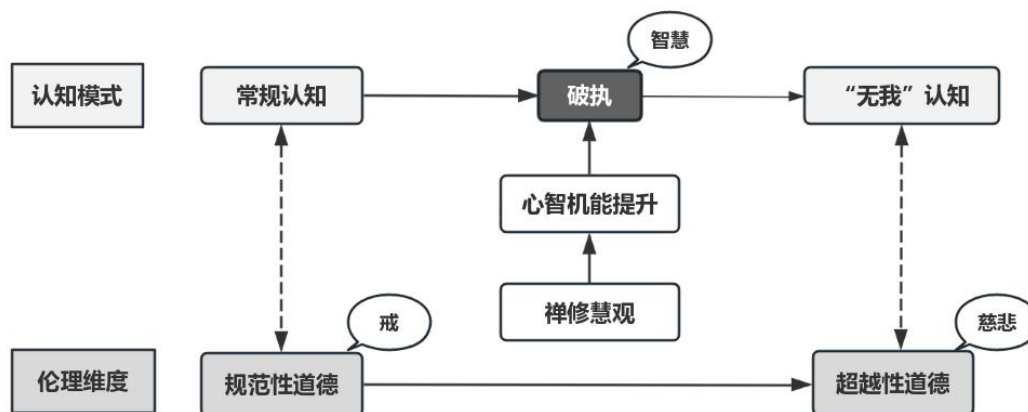 智慧
认知模式
常规认知
破执
“无我”认知
心智机能提升
禅修慧观
戒
慈悲
伦理维度
规范性道德
超越性道德